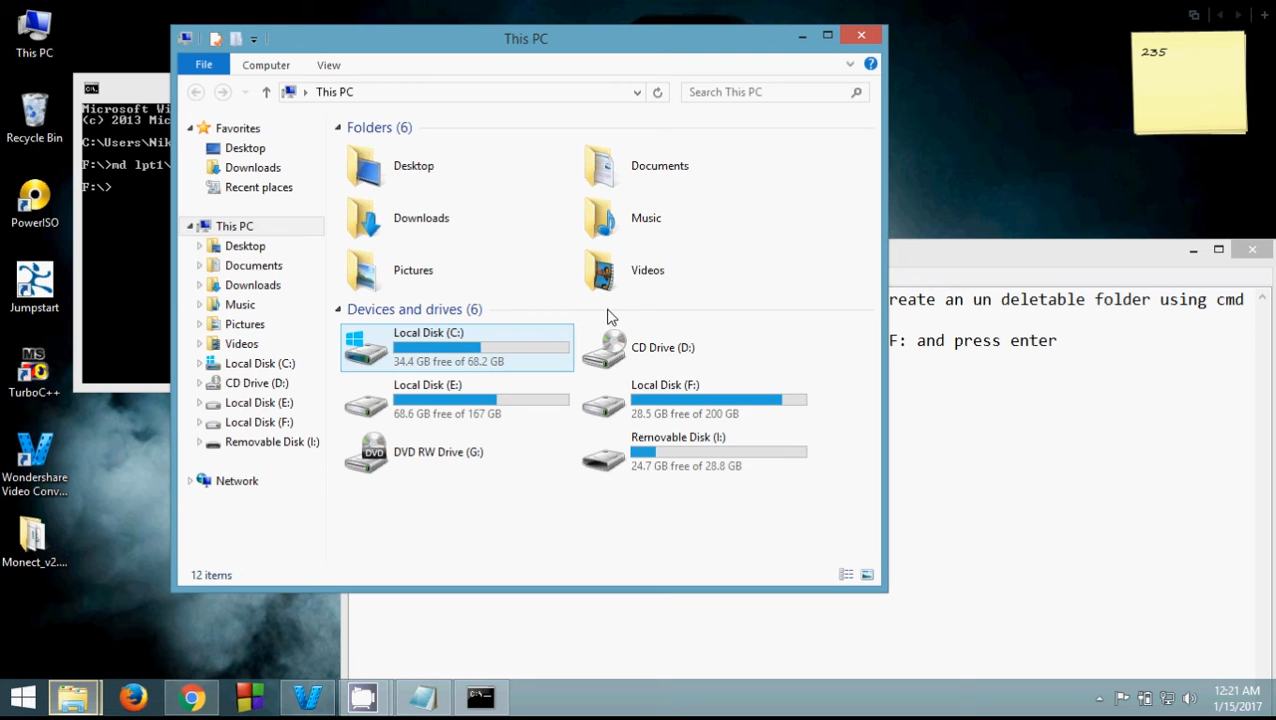 This PC
Recycle Bin
PowerISO
Jumpstart
TurboC++
Wondershare
Video Conv...
Monect_v2....
Microsoft Wi
(c) 2013 Mic
C:\Users\Nik
F:\>md lpt1\
F:\>
This PC
File
Computer
View
This PC
Search This PC
Favorites
Desktop
Downloads
Recent places
This PC
Desktop
Documents
Downloads
Music
Pictures
Videos
Local Disk (C:)
CD Drive (D:)
Local Disk (E:)
Local Disk (F:)
Removable Disk (I:)
Network
Folders (6)
Desktop
Documents
Downloads
Music
Pictures
Videos
Devices and drives (6)
Local Disk (C:)
34.4 GB free of 68.2 GB
CD Drive (D:)
Local Disk (E:)
68.6 GB free of 167 GB
Local Disk (F:)
28.5 GB free of 200 GB
DVD RW Drive (G:)
Removable Disk (I:)
24.7 GB free of 28.8 GB
12 items
235
reate an un deletable folder using cmd
F: and press enter
12:21 AM
1/15/2017